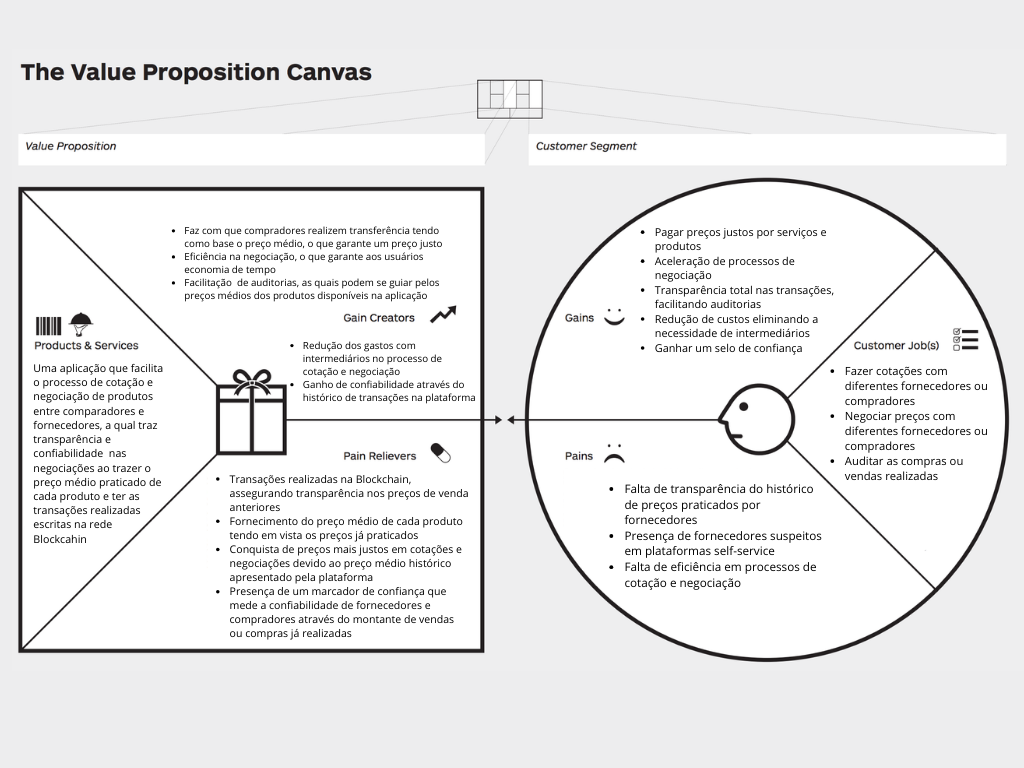 The Value Proposition Canvas
Value Proposition
Customer Segment
• Faz com que compradores realizem transferência tendo
como base o preço médio, o que garante um preço justo
• Eficiência na negociação, o que garante aos usuários
economia de tempo
• Facilitação de auditorias, as quais podem se guiar pelos
preços médios dos produtos disponíveis na aplicação
Gain Creators
• Redução dos gastos com
intermediários no processo de
cotação e negociação
• Ganho de confiabilidade através do
histórico de transações na plataforma
Products & Services
Uma aplicação que facilita
o processo de cotação e
negociação de produtos
entre comparadores e
fornecedores, a qual traz
transparência e
confiabilidade nas
negociações ao trazer o
preço médio praticado de
cada produto e ter as
transações realizadas
escritas na rede
Blockcahin
Pain Relievers
• Transações realizadas na Blockchain,
assegurando transparência nos preços de venda
anteriores
• Fornecimento do preço médio de cada produto
tendo em vista os preços já praticados
• Conquista de preços mais justos em cotações e
negociações devido ao preço médio histórico
apresentado pela plataforma
• Presença de um marcador de confiança que
mede a confiabilidade de fornecedores e
compradores através do montante de vendas
ou compras já realizadas
• Pagar preços justos por serviços e
produtos
• Aceleração de processos de
negociação
• Transparência total nas transações,
facilitando auditorias
• Redução de custos eliminando a
necessidade de intermediários
• Ganhar um selo de confiança
Gains
Customer Job(s)
• Fazer cotações com
diferentes fornecedores ou
compradores
• Negociar preços com
diferentes fornecedores ou
compradores
• Auditar as compras ou
vendas realizadas
Pains
• Falta de transparência do histórico
de preços praticados por
fornecedores
• Presença de fornecedores suspeitos
em plataformas self-service
• Falta de eficiência em processos de
cotação e negociação